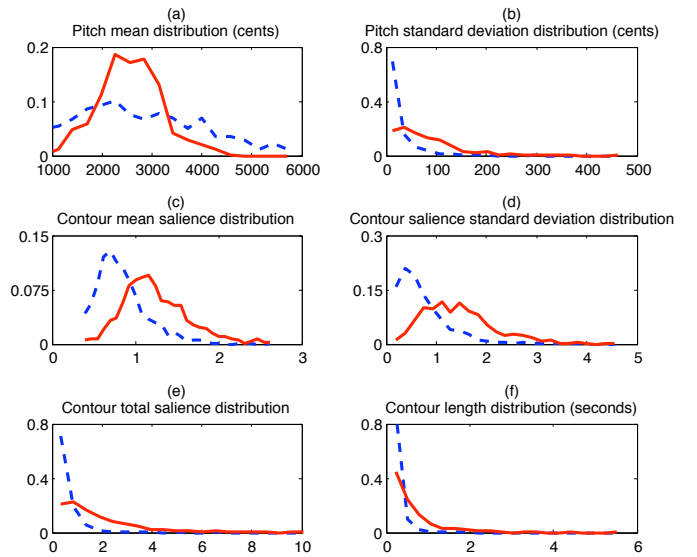 (a)
Pitch mean distribution (cents)
0.2
0.1
0
1000 2000 3000 4000 5000 6000
(b)
Pitch standard deviation distribution (cents)
0.8
0.4
0
0 100 200 300 400 500
(c)
Contour mean salience distribution
0.15
0.075
0
0 1 2 3
(d)
Contour salience standard deviation distribution
0.3
0.15
0
0 1 2 3 4 5
(e)
Contour total salience distribution
0.8
0.4
0
0 2 4 6 8 10
(f)
Contour length distribution (seconds)
0.8
0.4
0
0 2 4 6